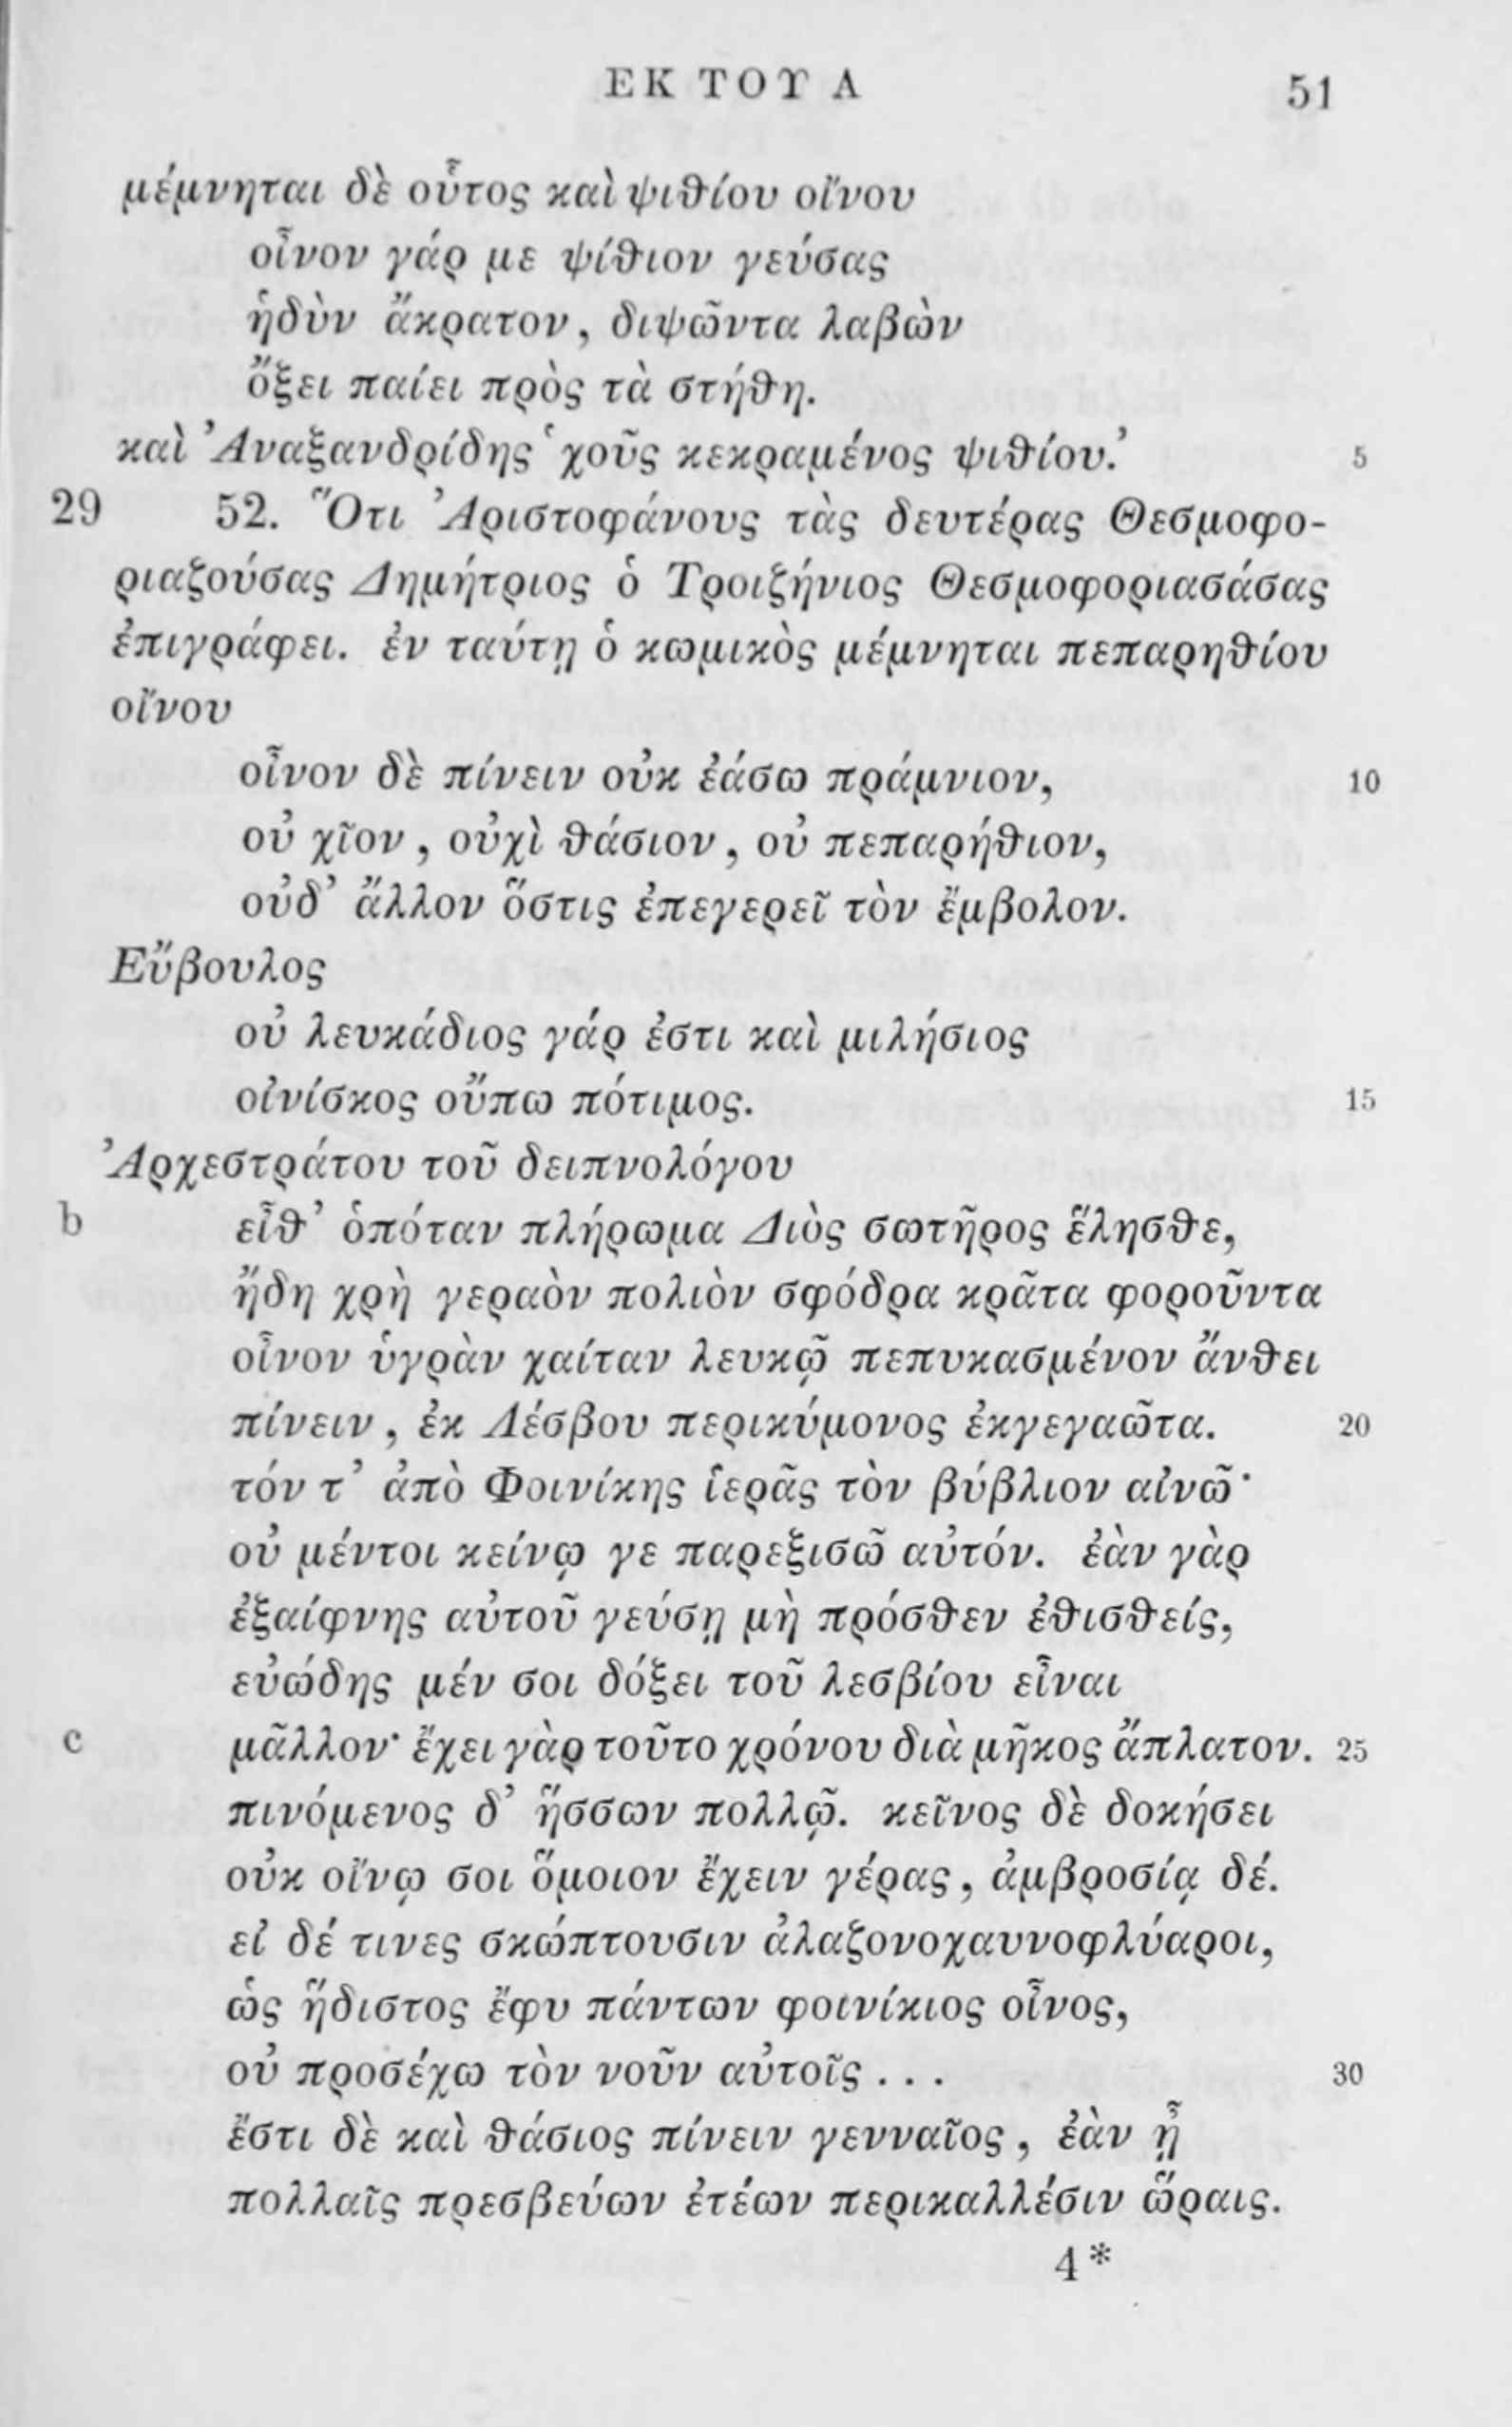 ΕΚ ΤΟΥ Α 51
μέμνηται δὲ οὗτος καὶ ψιθίου οἴνου
οἶνον γάρ με ψίθιον γεύσας
ἡδὺν ἄκρατον, διψῶντα λαβὼν
ὄξει παίει πρὸς τὰ στήθη.
καὶ Ἀναξανδρίδης ‘χοῦς κεκραμένος ψιθίου.’ 5
29 52. Ὅτι Ἀριστοφάνους τὰς δευτέρας Θεσμοφο-
ριαζούσας Δημήτριος ὁ Τροιζήνιος Θεσμοφοριασάσας
ἐπιγράφει. ἐν ταύτῃ ὁ κωμικὸς μέμνηται πεπαρηθίου
οἴνου
οἶνον δὲ πίνειν οὐκ ἐάσω πράμνιον, 10
οὐ χῖον, οὐχὶ θάσιον, οὐ πεπαρήθιον,
οὐδ’ ἄλλον ὅστις ἐπεγερεῖ τὸν ἔμβολον.
Εὔβουλος
οὐ λευκάδιος γάρ ἐστι καὶ μιλήσιος
οἰνίσκος οὔπω πότιμος. 15
Ἀρχεστράτου τοῦ δειπνολόγου
b εἶθ’ ὁπόταν πλήρωμα Διὸς σωτῆρος ἕλησθε,
ἤδη χρὴ γεραὸν πολιὸν σφόδρα κρᾶτα φοροῦντα
οἶνον ὑγρὰν χαίταν λευκῷ πεπυκασμένον ἄνθει
πίνειν, ἐκ Λέσβου περικύμονος ἐκγεγαῶτα. 20
τόν τ’ ἀπὸ Φοινίκης ἱερᾶς τὸν βύβλιον αἰνῶ·
οὐ μέντοι κείνῳ γε παρεξισῶ αὐτόν. ἐὰν γὰρ
ἐξαίφνης αὐτοῦ γεύσῃ μὴ πρόσθεν ἐθισθείς,
εὐώδης μέν σοι δόξει τοῦ λεσβίου εἶναι
c μᾶλλον· ἔχει γὰρ τοῦτο χρόνου διὰ μῆκος ἄπλατον. 25
πινόμενος δ’ ἥσσων πολλῷ. κεῖνος δὲ δοκήσει
οὐκ οἴνῳ σοι ὅμοιον ἔχειν γέρας, ἀμβροσίᾳ δέ.
εἰ δέ τινες σκώπτουσιν ἀλαζονοχαυνοφλύαροι,
ὡς ἥδιστος ἔφυ πάντων φοινίκιος οἶνος,
οὐ προσέχω τὸν νοῦν αὐτοῖς ... 30
ἔστι δὲ καὶ θάσιος πίνειν γενναῖος, ἐὰν ᾖ
πολλαῖς πρεσβεύων ἐτέων περικαλλέσιν ὥραις.
4*